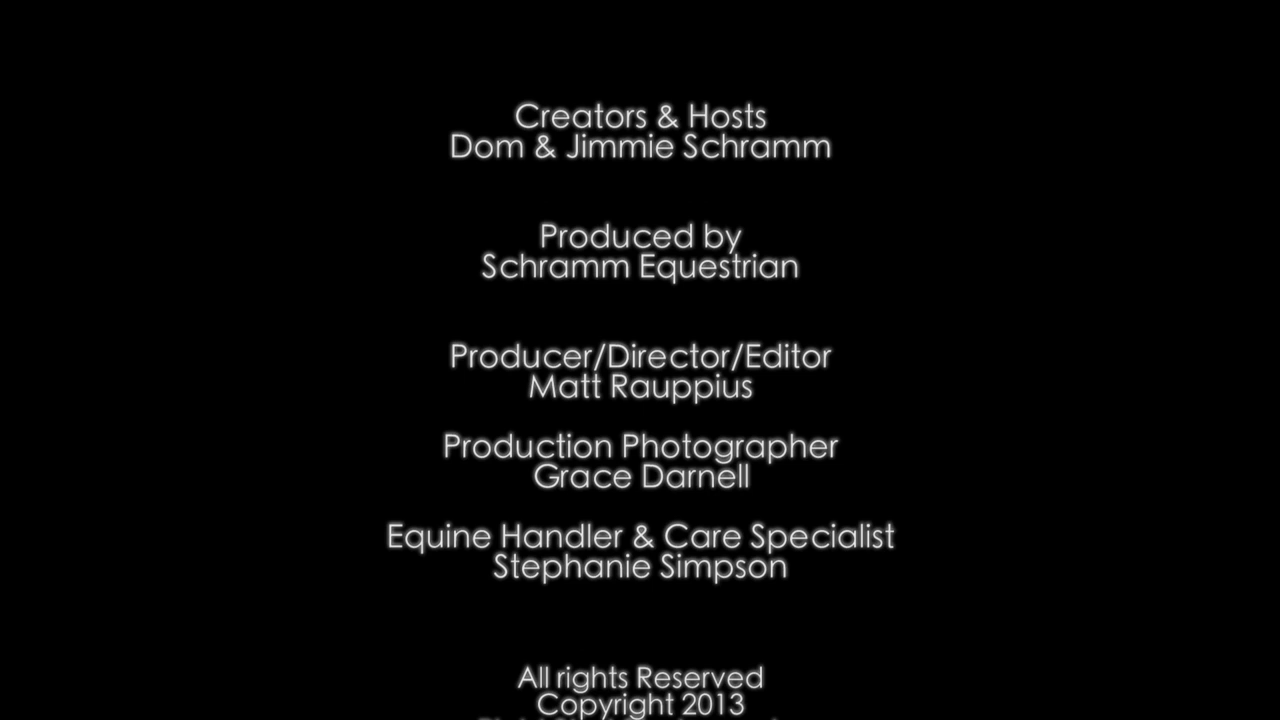 Creators & Hosts
Dom & Jimmie Schramm
Produced by
Schramm Equestrian
Producer/Director/Editor
Matt Rauppius
Production Photographer
Grace Darnell
Equine Handler & Care Specialist
Stephanie Simpson
All rights Reserved
Copyright 2013